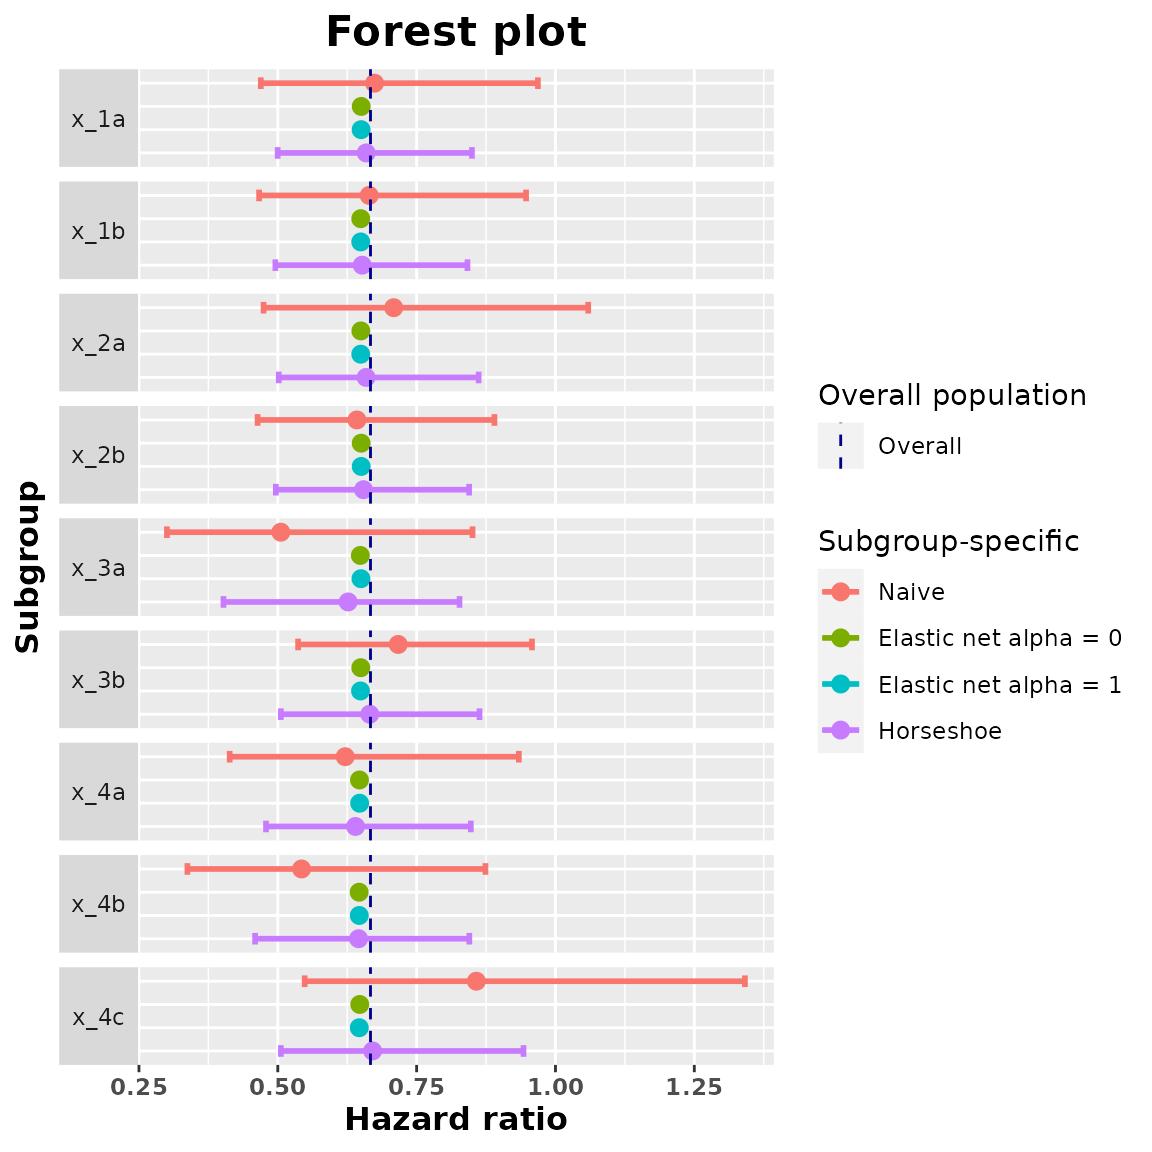 Forest plot
x_1a
x_1b
x_2a
x_2b
x_3a
x_3b
x_4a
x_4b
x_4c
Subgroup
0.25 0.50 0.75 1.00 1.25
Hazard ratio
Overall population
Overall
Subgroup-specific
Naive
Elastic net alpha = 0
Elastic net alpha = 1
Horseshoe